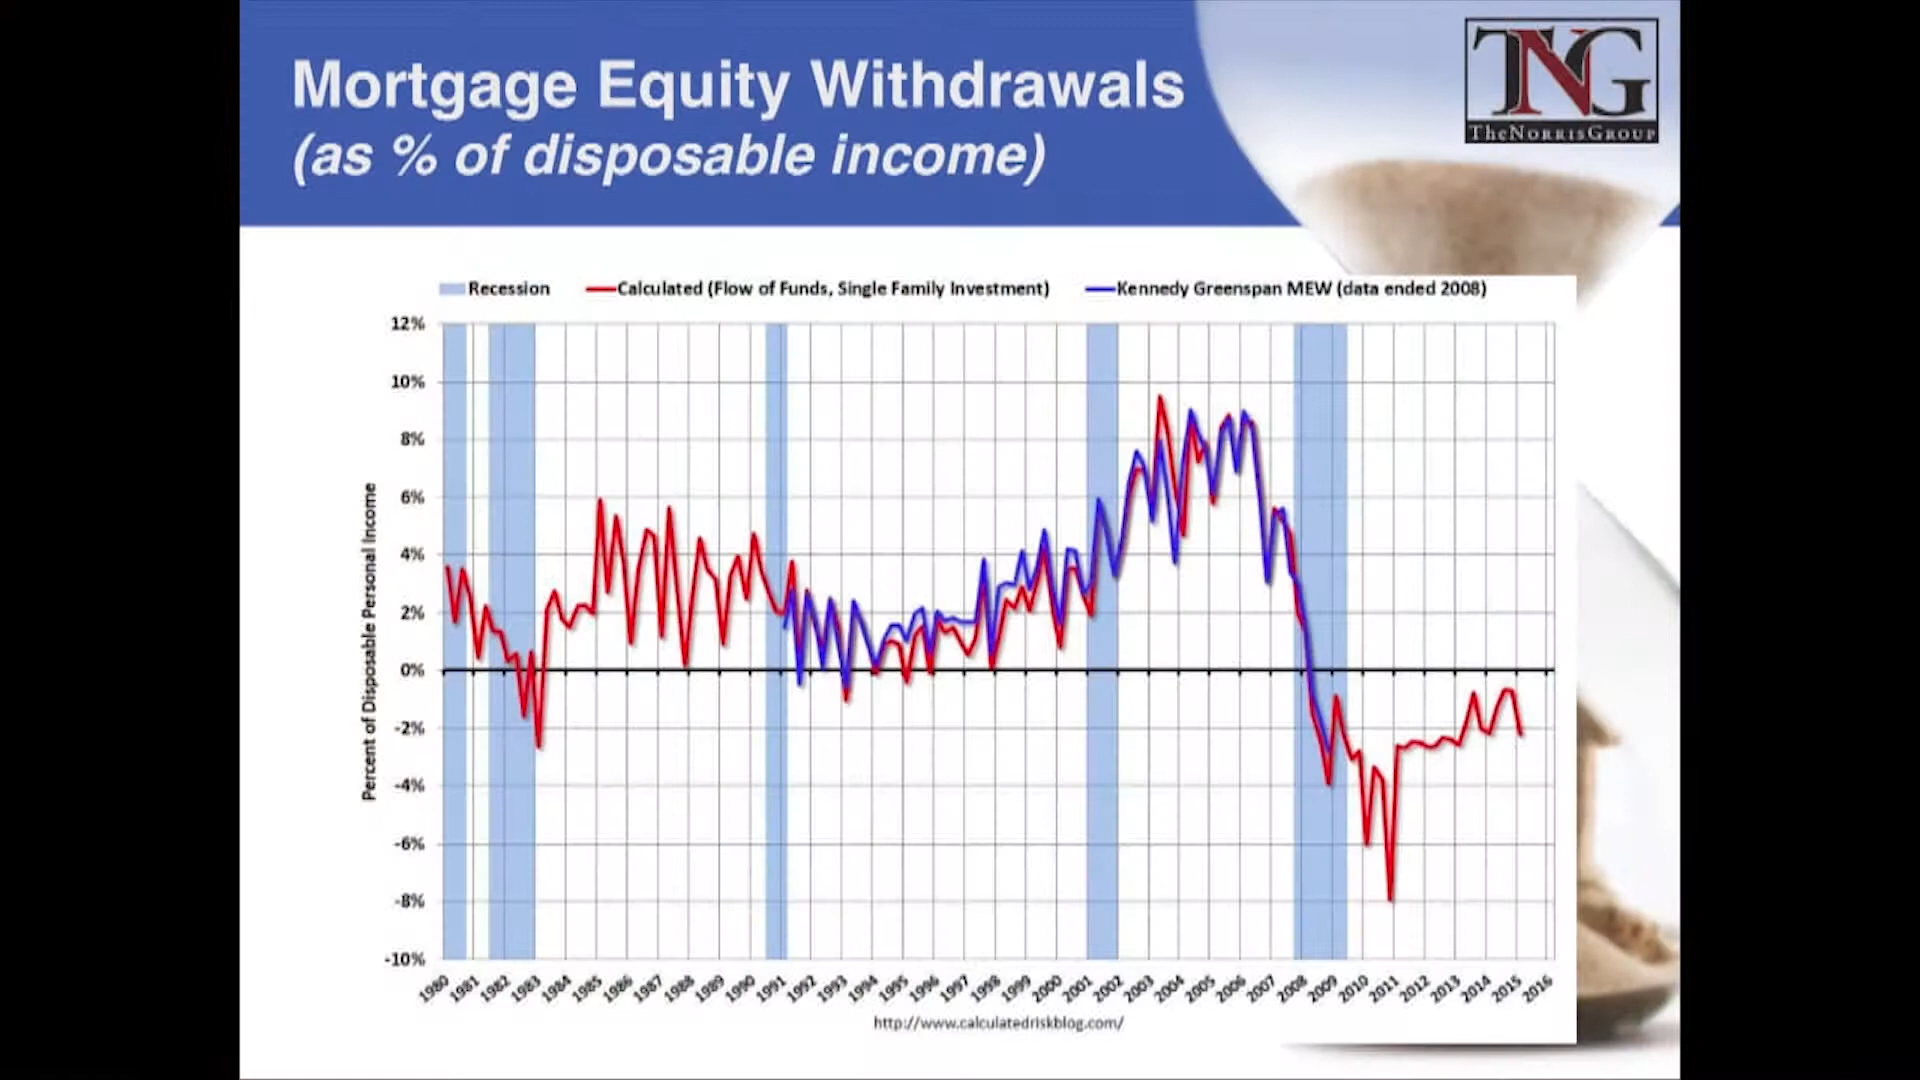 Mortgage Equity Withdrawals
(as % of disposable income)
TNG
TheNorrisGroup
Recession
Calculated (Flow of Funds, Single Family Investment)
Kennedy Greenspan MEW (data ended 2008)
Percent of Disposable Personal Income
12%
10%
8%
6%
4%
2%
0%
-2%
-4%
-6%
-8%
-10%
1980 1981 1982 1983 1984 1985 1986 1987 1988 1989 1990 1991 1992 1993 1994 1995 1996 1997 1998 1999 2000 2001 2002 2003 2004 2005 2006 2007 2008 2009 2010 2011 2012 2013 2014 2015 2016
http://www.calculatedriskblog.com/